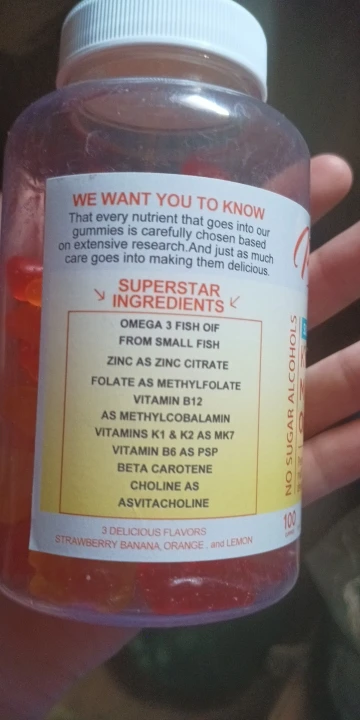 WE WANT YOU TO KNOW
That every nutrient that goes into our
gummies is carefully chosen based
on extensive research.And just as much
care goes into making them delicious.
SUPERSTAR
INGREDIENTS
OMEGA 3 FISH OIF
FROM SMALL FISH
ZINC AS ZINC CITRATE
FOLATE AS METHYLFOLATE
VITAMIN B12
AS METHYLCOBALAMIN
VITAMINS K1 & K2 AS MK7
VITAMIN B6 AS PSP
BETA CAROTENE
CHOLINE AS
ASVITACHOLINE
3 DELICIOUS FLAVORS
STRAWBERRY BANANA, ORANGE , and LEMON
NO SUGAR ALCOHOLS
100